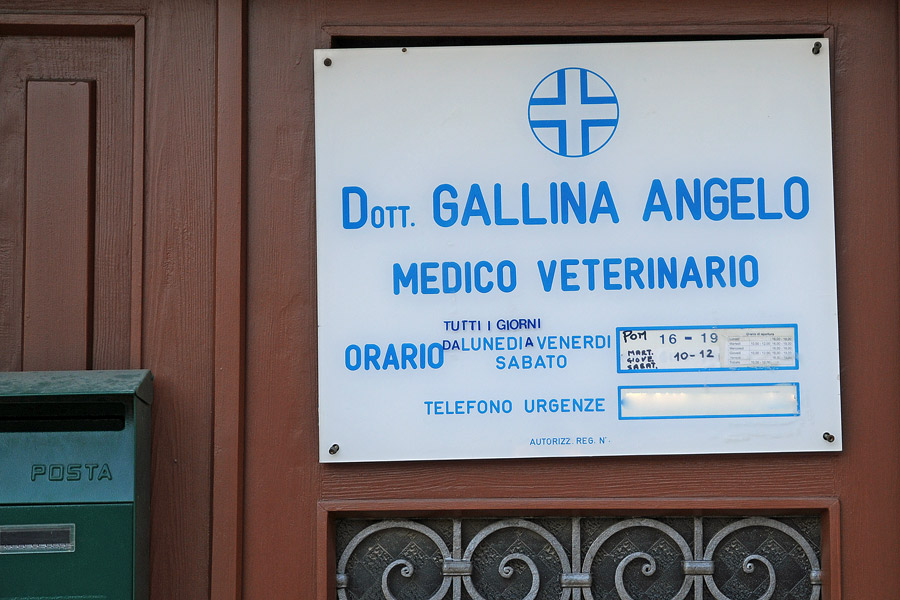 DOTT. GALLINA ANGELO
MEDICO VETERINARIO
TUTTI I GIORNI
ORARIO DA LUNEDI A VENERDI
SABATO
POM 16 - 19
MART. GIOVE. SABAT. 10-12
TELEFONO URGENZE
AUTORIZZ. REG. N°
POSTA